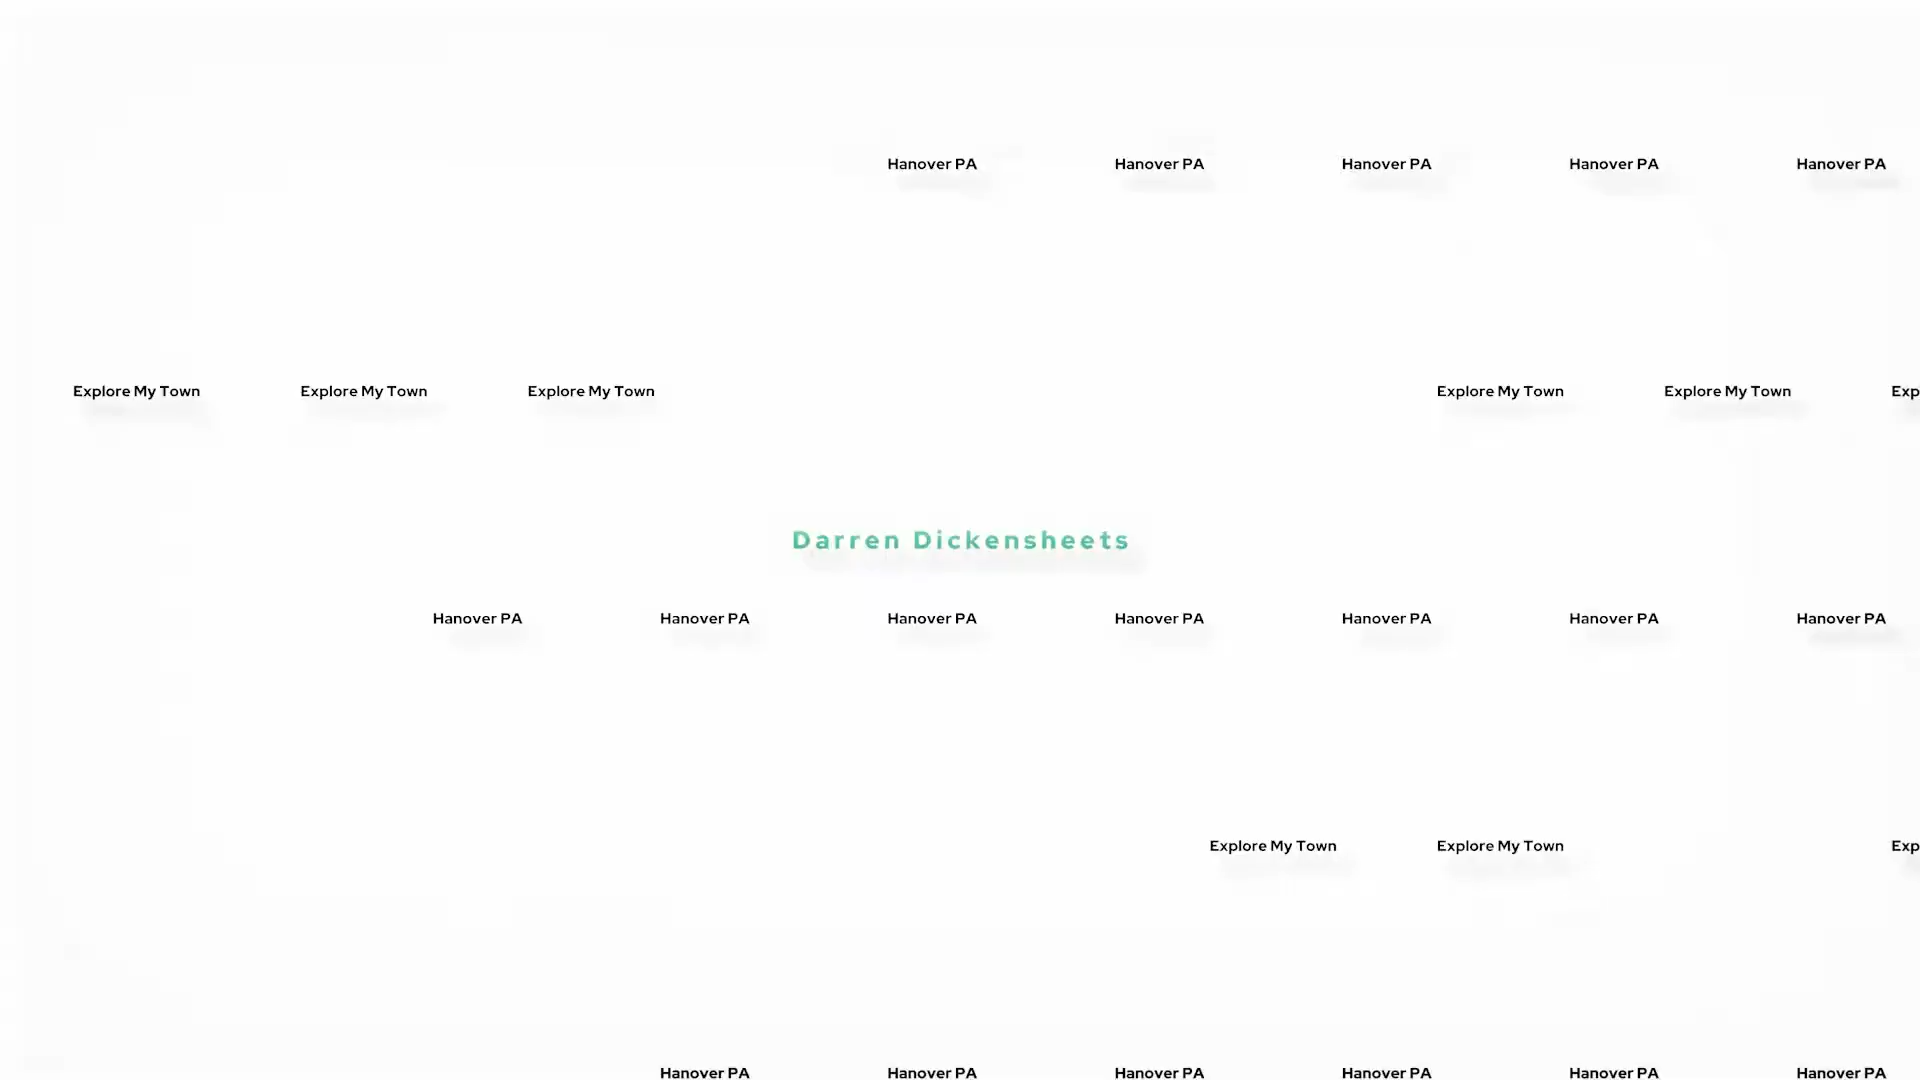 Hanover PA Hanover PA Hanover PA Hanover PA Hanover PA
Explore My Town Explore My Town Explore My Town Explore My Town Explore My Town Exp
Darren Dickensheets
Hanover PA Hanover PA Hanover PA Hanover PA Hanover PA Hanover PA Hanover PA
Explore My Town Explore My Town Exp
Hanover PA Hanover PA Hanover PA Hanover PA Hanover PA Hanover PA